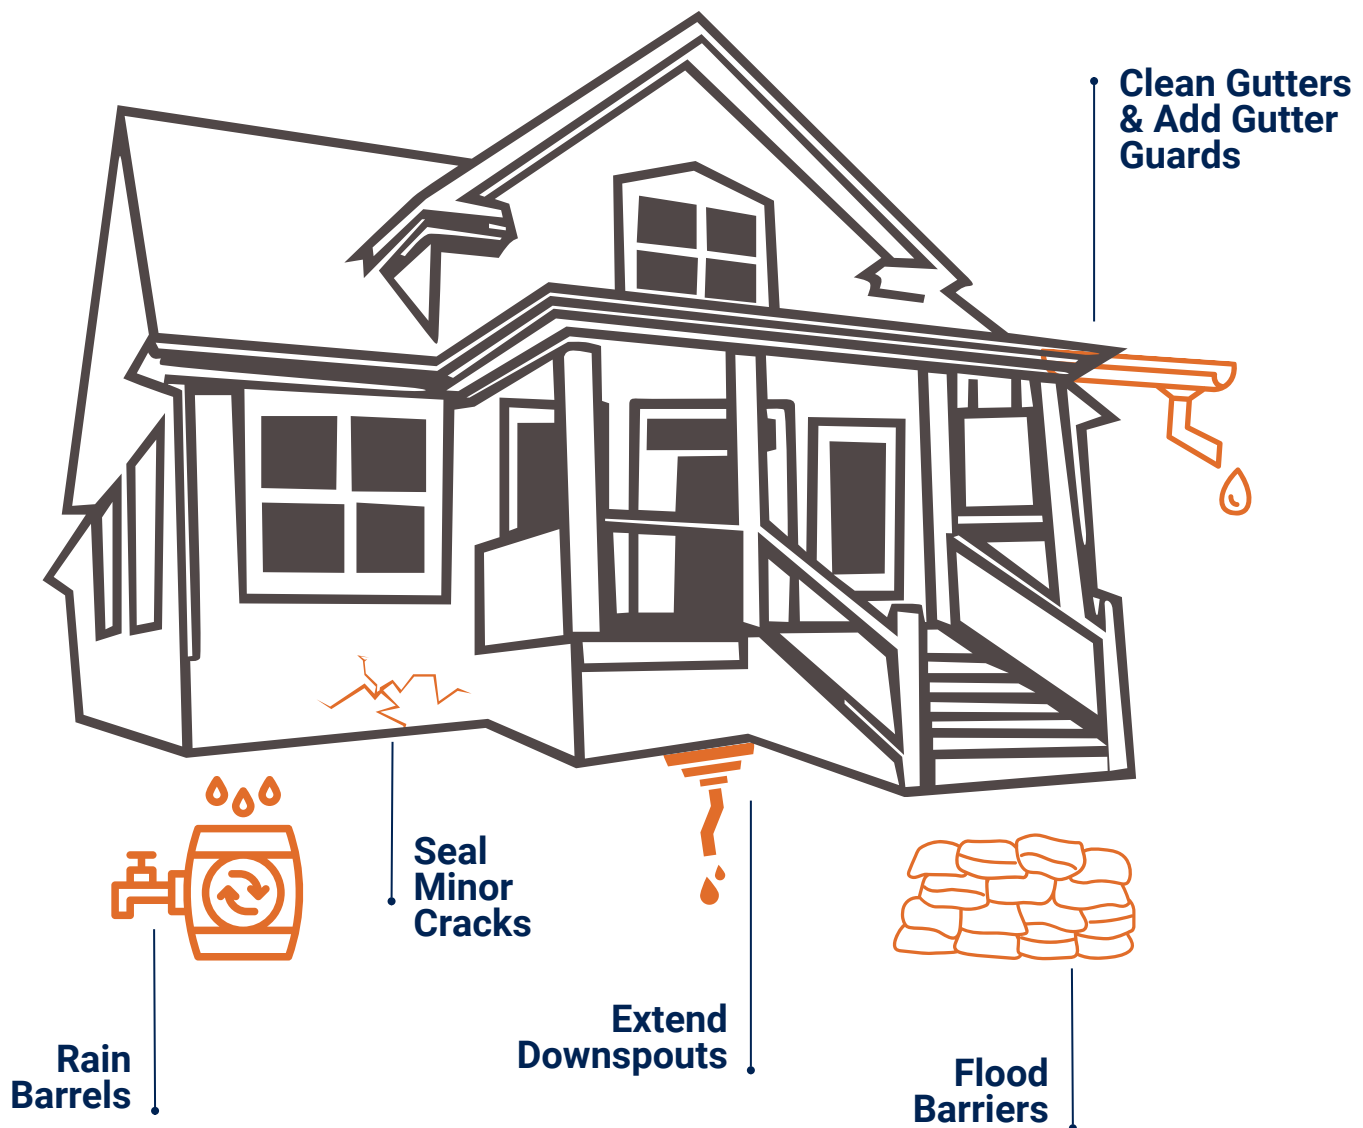 Clean Gutters
& Add Gutter
Guards
Seal
Minor
Cracks
Extend
Downspouts
Rain
Barrels
Flood
Barriers